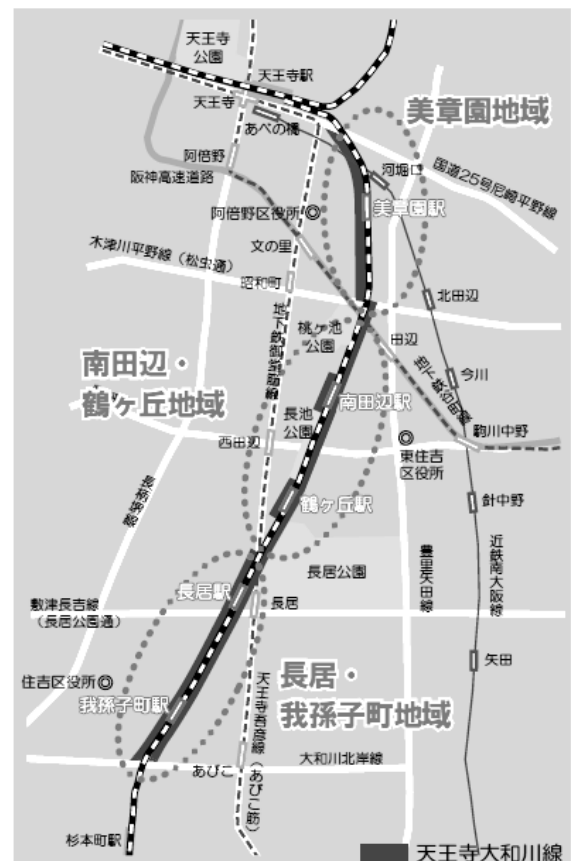 天王寺
公園
天王寺駅
天王寺
あべの橋
美章園地域
河堀口
国道25号尼崎平野線
阿倍野
阪神高速道路
美章園駅
阿倍野区役所
文の里
木津川平野線（松虫通）
昭和町
北田辺
地下鉄御堂筋線
桃ヶ池
公園
田辺
今川
南田辺・
鶴ヶ丘地域
南田辺駅
地下鉄谷町線
長池
公園
駒川中野
西田辺
東住吉
区役所
鶴ヶ丘駅
針中野
長柄堺線
長居公園
豊里矢田線
近鉄南大阪線
長居駅
敷津長吉線
（長居公園通）
長居
矢田
住吉区役所
長居・
我孫子町地域
我孫子町駅
天王寺吾彦線（あびこ筋）
大和川北岸線
あびこ
杉本町駅
天王寺大和川線